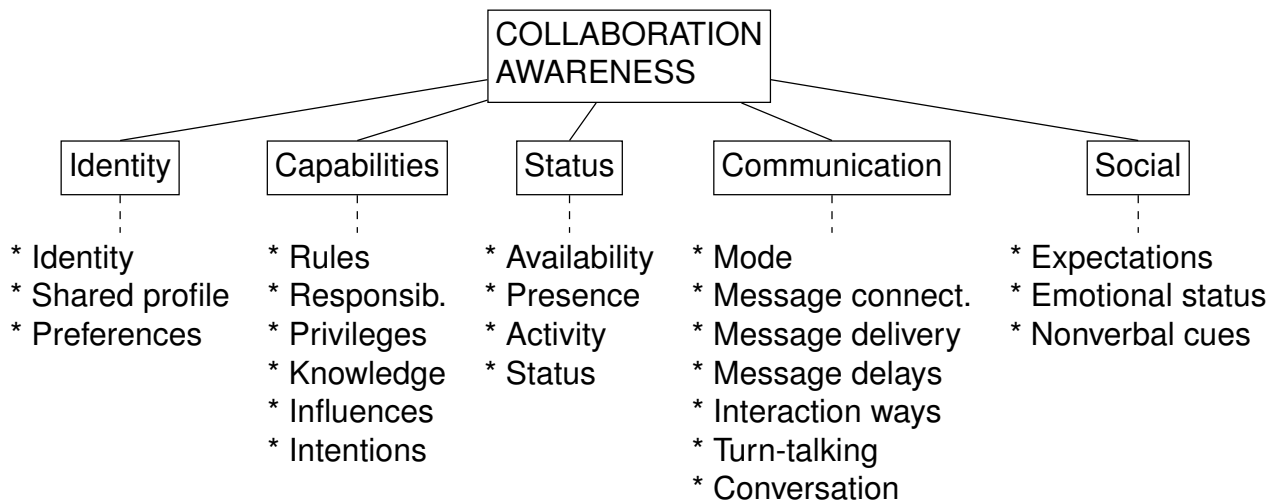 COLLABORATION
AWARENESS
Identity
Capabilities
Status
Communication
Social
* Identity
* Shared profile
* Preferences
* Rules
* Responsib.
* Privileges
* Knowledge
* Influences
* Intentions
* Availability
* Presence
* Activity
* Status
* Mode
* Message connect.
* Message delivery
* Message delays
* Interaction ways
* Turn-talking
* Conversation
* Expectations
* Emotional status
* Nonverbal cues